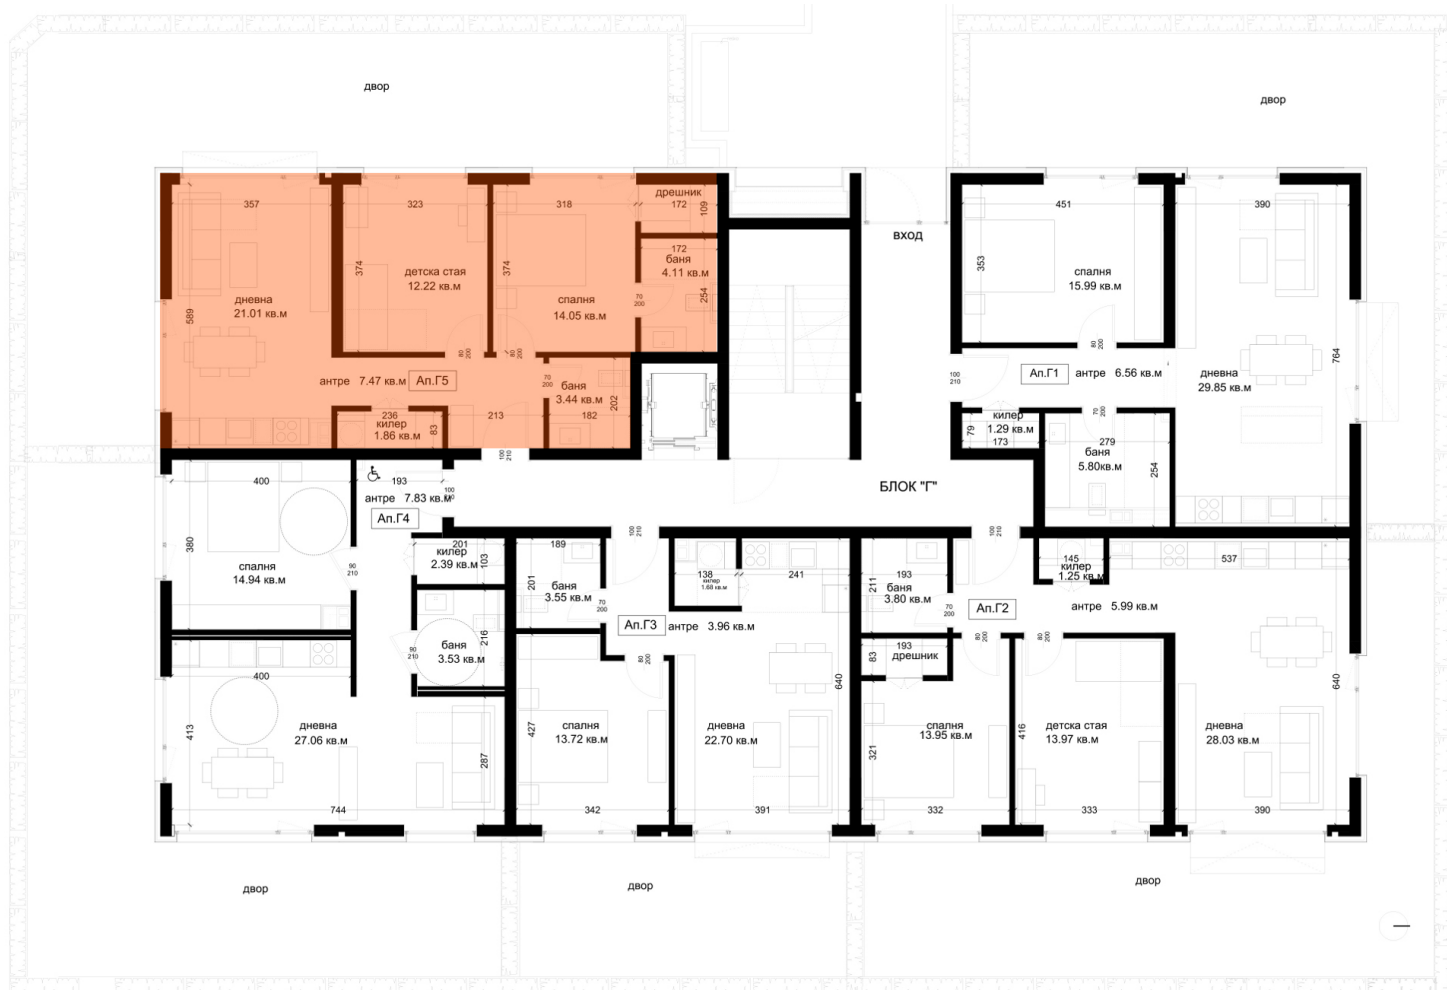 двор
двор
357
323
318
дрешник
172
109
451
390
вход
374
374
172
баня
4.11 кв.м
254
353
детска стая
12.22 кв.м
спалня
15.99 кв.м
589
дневна
21.01 кв.м
спалня
14.05 кв.м
70
200
80
200
80
200
80
200
764
антре 7.47 кв.м
Ап.Г5
70
200
баня
3.44 кв.м
202
100
210
Ап.Г1
антре 6.56 кв.м
дневна
29.85 кв.м
236
килер
1.86 кв.м
83
213
182
79
килер
1.29 кв.м
173
70
200
279
баня
5.80кв.м
254
100
210
400
193
антре 7.83 кв.м
100
БЛОК "Г"
Ап.Г4
380
100
210
100
210
спалня
14.94 кв.м
90
210
201
килер
2.39 кв.м
103
189
201
баня
3.55 кв.м
138
килер
1.68 кв.м
241
211
193
баня
3.80 кв.м
145
килер
1.25 кв.м
537
70
200
Ап.Г3
антре 3.96 кв.м
70
200
Ап.Г2
антре 5.99 кв.м
216
баня
3.53 кв.м
90
210
80
200
80
200
80
200
193
дрешник
83
400
640
640
413
дневна
27.06 кв.м
287
427
спалня
13.72 кв.м
дневна
22.70 кв.м
321
спалня
13.95 кв.м
416
детска стая
13.97 кв.м
дневна
28.03 кв.м
744
342
391
332
333
390
двор
двор
двор